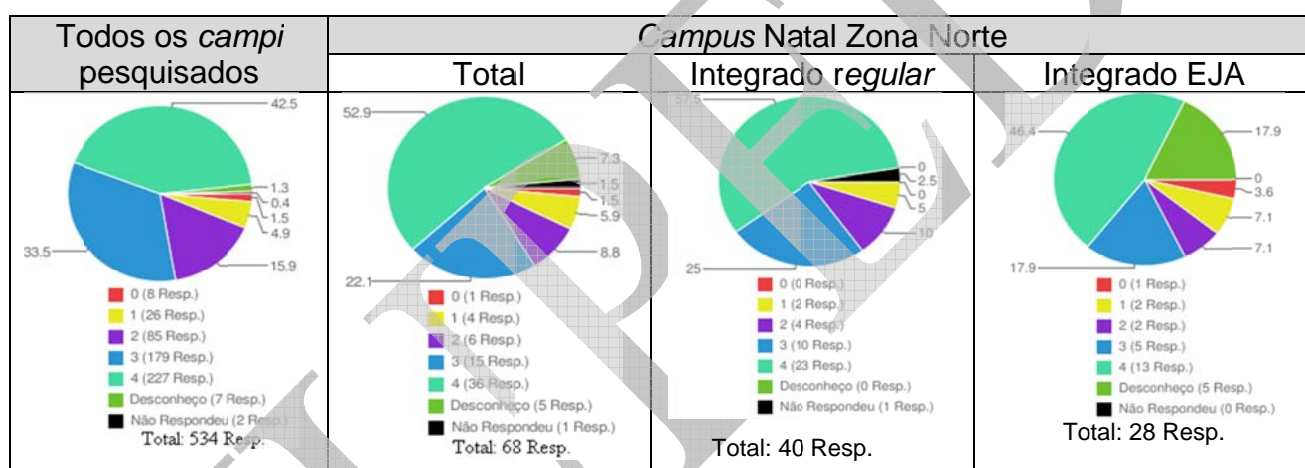 Todos os campi
pesquisados
Campus Natal Zona Norte
Total
Integrado regular
Integrado EJA
42.5
1.3
0.4
1.5
4.9
15.9
33.5
0 (8 Resp.)
1 (26 Resp.)
2 (85 Resp.)
3 (179 Resp.)
4 (227 Resp.)
Desconheço (7 Resp.)
Não Respondeu (2 Resp.)
Total: 534 Resp.
52.9
7.3
1.5
1.5
5.9
8.8
22.1
0 (1 Resp.)
1 (4 Resp.)
2 (6 Resp.)
3 (15 Resp.)
4 (36 Resp.)
Desconheço (5 Resp.)
Não Respondeu (1 Resp.)
Total: 68 Resp.
57.5
0
2.5
0
5
10
25
0 (0 Resp.)
1 (2 Resp.)
2 (4 Resp.)
3 (10 Resp.)
4 (23 Resp.)
Desconheço (0 Resp.)
Não Respondeu (1 Resp.)
Total: 40 Resp.
46.4
17.9
0
3.6
7.1
7.1
17.9
0 (1 Resp.)
1 (2 Resp.)
2 (2 Resp.)
3 (5 Resp.)
4 (13 Resp.)
Desconheço (5 Resp.)
Não Respondeu (0 Resp.)
Total: 28 Resp.